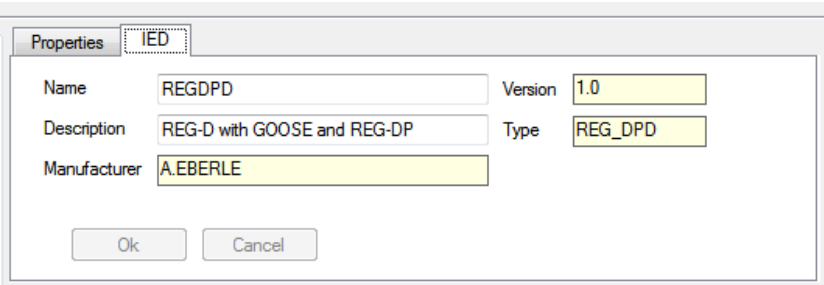 Properties IED
Name REGDPD Version 1.0
Description REG-D with GOOSE and REG-DP Type REG_DPD
Manufacturer A.EBERLE
Ok Cancel